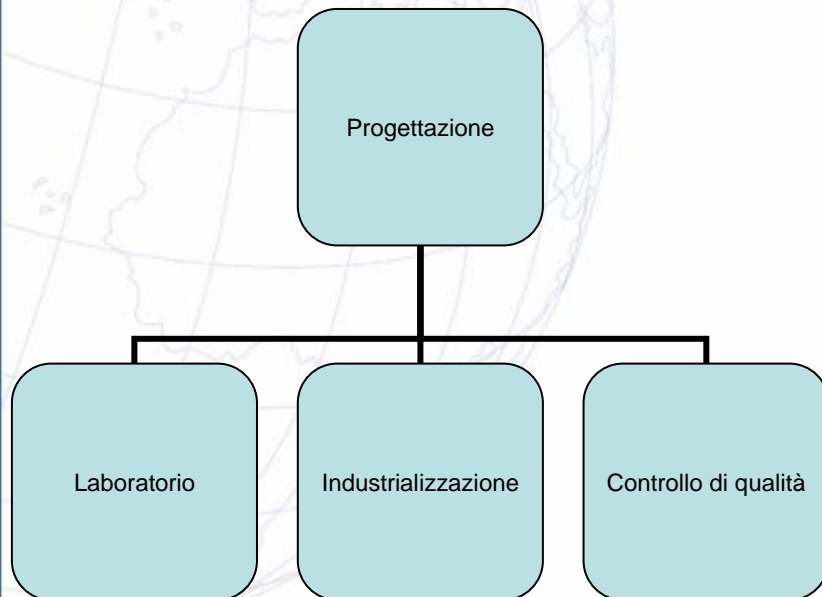 Progettazione
Laboratorio
Industrializzazione
Controllo di qualità